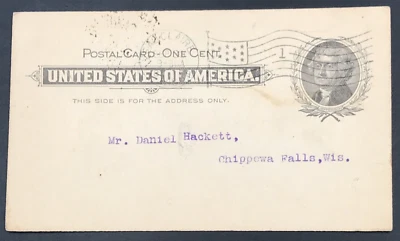 POSTAL CARD-ONE CENT.
1
UNITED STATES OF AMERICA.
THIS SIDE IS FOR THE ADDRESS ONLY.
Mr. Daniel Hackett,
Chippewa Falls, Wis.